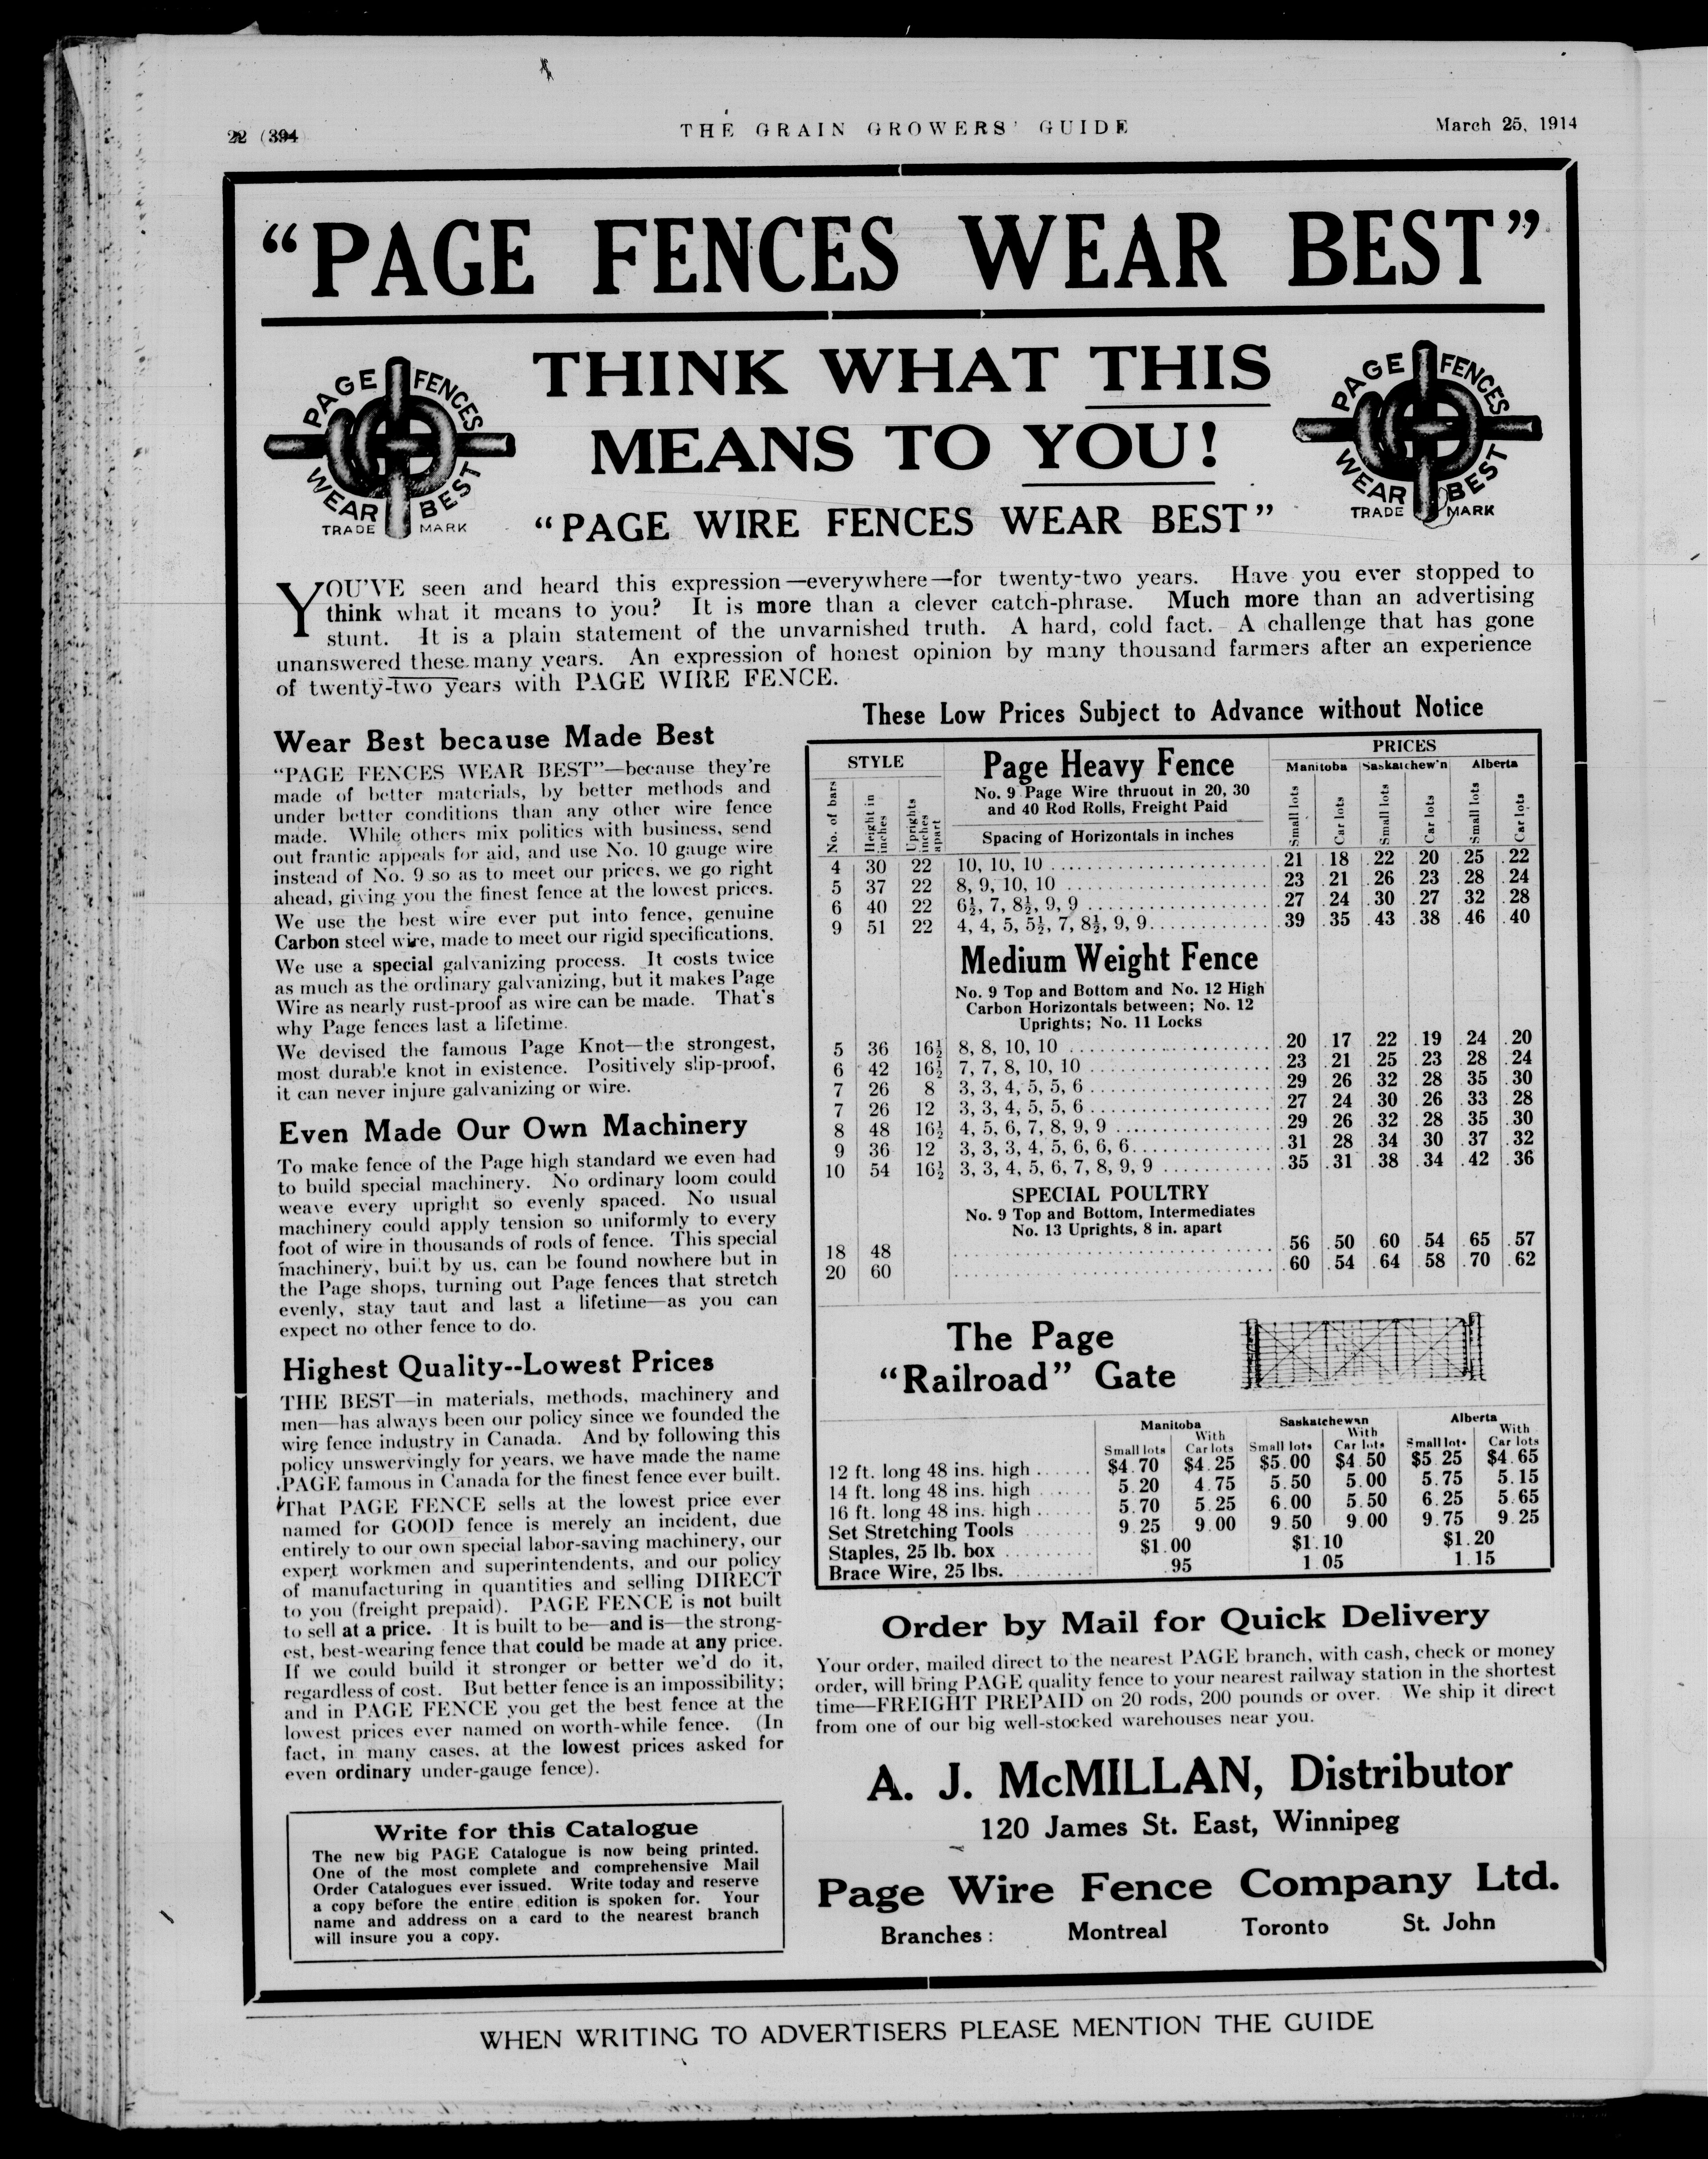 22 (394
THE GRAIN GROWERS' GUIDE
March 25, 1914
"PAGE FENCES WEAR BEST"
PAGE FENCES
WEAR BEST
TRADE MARK
THINK WHAT THIS
MEANS TO YOU!
"PAGE WIRE FENCES WEAR BEST"
PAGE FENCES
WEAR BEST
TRADE MARK
YOU'VE seen and heard this expression—everywhere—for twenty-two years. Have you ever stopped to
think what it means to you? It is more than a clever catch-phrase. Much more than an advertising
stunt. It is a plain statement of the unvarnished truth. A hard, cold fact. A challenge that has gone
unanswered these many years. An expression of honest opinion by many thousand farmers after an experience
of twenty-two years with PAGE WIRE FENCE.
Wear Best because Made Best
"PAGE FENCES WEAR BEST"—because they're
made of better materials, by better methods and
under better conditions than any other wire fence
made. While others mix politics with business, send
out frantic appeals for aid, and use No. 10 gauge wire
instead of No. 9 so as to meet our prices, we go right
ahead, giving you the finest fence at the lowest prices.
We use the best wire ever put into fence, genuine
Carbon steel wire, made to meet our rigid specifications.
We use a special galvanizing process. It costs twice
as much as the ordinary galvanizing, but it makes Page
Wire as nearly rust-proof as wire can be made. That's
why Page fences last a lifetime.
We devised the famous Page Knot—the strongest,
most durable knot in existence. Positively slip-proof,
it can never injure galvanizing or wire.
Even Made Our Own Machinery
To make fence of the Page high standard we even had
to build special machinery. No ordinary loom could
weave every upright so evenly spaced. No usual
machinery could apply tension so uniformly to every
foot of wire in thousands of rods of fence. This special
machinery, built by us, can be found nowhere but in
the Page shops, turning out Page fences that stretch
evenly, stay taut and last a lifetime—as you can
expect no other fence to do.
Highest Quality--Lowest Prices
THE BEST—in materials, methods, machinery and
men—has always been our policy since we founded the
wire fence industry in Canada. And by following this
policy unswervingly for years, we have made the name
PAGE famous in Canada for the finest fence ever built.
That PAGE FENCE sells at the lowest price ever
named for GOOD fence is merely an incident, due
entirely to our own special labor-saving machinery, our
expert workmen and superintendents, and our policy
of manufacturing in quantities and selling DIRECT
to you (freight prepaid). PAGE FENCE is not built
to sell at a price. It is built to be—and is—the strong-
est, best-wearing fence that could be made at any price.
If we could build it stronger or better we'd do it,
regardless of cost. But better fence is an impossibility;
and in PAGE FENCE you get the best fence at the
lowest prices ever named on worth-while fence. (In
fact, in many cases, at the lowest prices asked for
even ordinary under-gauge fence).
Write for this Catalogue
The new big PAGE Catalogue is now being printed.
One of the most complete and comprehensive Mail
Order Catalogues ever issued. Write today and reserve
a copy before the entire edition is spoken for. Your
name and address on a card to the nearest branch
will insure you a copy.
These Low Prices Subject to Advance without Notice
STYLE
Page Heavy Fence
PRICES
No. 9 Page Wire thruout in 20, 30
and 40 Rod Rolls, Freight Paid
Manitoba Saskatchew'n Alberta
No. of bars Height in inches Uprights inches apart Spacing of Horizontals in inches Small lots Car lots Small lots Car lots Small lots Car lots
4 30 22 10, 10, 10 .21 .18 .22 .20 .25 .22
5 37 22 8, 9, 10, 10 .23 .21 .26 .23 .28 .24
6 40 22 6½, 7, 8½, 9, 9 .27 .24 .30 .27 .32 .28
9 51 22 4, 4, 5, 5½, 7, 8½, 9, 9 .39 .35 .43 .38 .46 .40
Medium Weight Fence
No. 9 Top and Bottom and No. 12 High
Carbon Horizontals between; No. 12
Uprights; No. 11 Locks
5 36 16½ 8, 8, 10, 10 .20 .17 .22 .19 .24 .20
6 42 16½ 7, 7, 8, 10, 10 .23 .21 .25 .23 .28 .24
7 26 8 3, 3, 4, 5, 5, 6 .29 .26 .32 .28 .35 .30
7 26 12 3, 3, 4, 5, 5, 6 .27 .24 .30 .26 .33 .28
8 48 16½ 4, 5, 6, 7, 8, 9, 9 .29 .26 .32 .28 .35 .30
9 36 12 3, 3, 3, 4, 5, 6, 6, 6 .31 .28 .34 .30 .37 .32
10 54 16½ 3, 3, 4, 5, 6, 7, 8, 9, 9 .35 .31 .38 .34 .42 .36
SPECIAL POULTRY
No. 9 Top and Bottom, Intermediates
No. 13 Uprights, 8 in. apart
18 48 .56 .50 .60 .54 .65 .57
20 60 .60 .54 .64 .58 .70 .62
The Page
"Railroad" Gate
Manitoba Saskatchewan Alberta
Small lots With Car lots Small lots With Car lots Small lots With Car lots
12 ft. long 48 ins. high $4.70 $4.25 $5.00 $4.50 $5.25 $4.65
14 ft. long 48 ins. high 5.20 4.75 5.50 5.00 5.75 5.15
16 ft. long 48 ins. high 5.70 5.25 6.00 5.50 6.25 5.65
Set Stretching Tools 9.25 9.00 9.50 9.00 9.75 9.25
Staples, 25 lb. box $1.00 $1.10 $1.20
Brace Wire, 25 lbs. .95 1.05 1.15
Order by Mail for Quick Delivery
Your order, mailed direct to the nearest PAGE branch, with cash, check or money
order, will bring PAGE quality fence to your nearest railway station in the shortest
time—FREIGHT PREPAID on 20 rods, 200 pounds or over. We ship it direct
from one of our big well-stocked warehouses near you.
A. J. McMILLAN, Distributor
120 James St. East, Winnipeg
Page Wire Fence Company Ltd.
Branches: Montreal Toronto St. John
WHEN WRITING TO ADVERTISERS PLEASE MENTION THE GUIDE